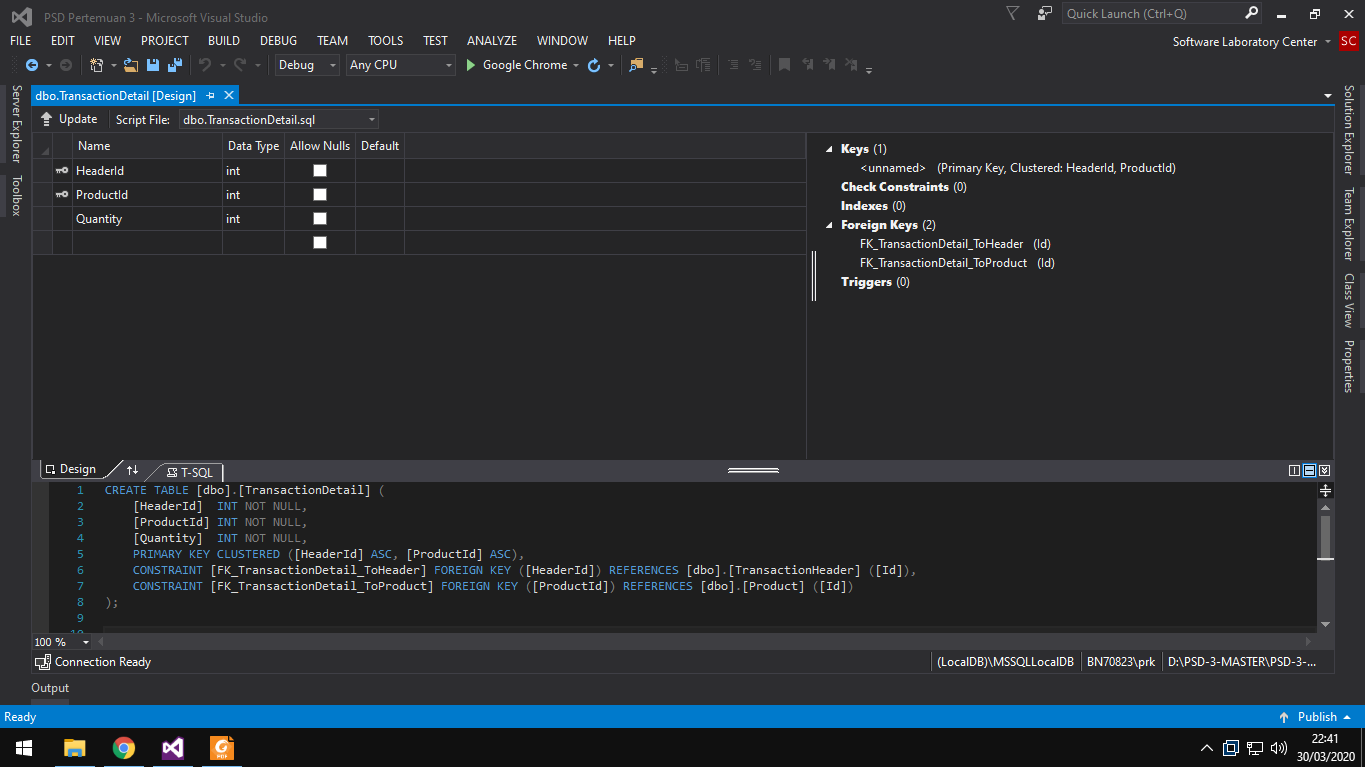 PSD Pertemuan 3 - Microsoft Visual Studio
Quick Launch (Ctrl+Q)
FILE EDIT VIEW PROJECT BUILD DEBUG TEAM TOOLS TEST ANALYZE WINDOW HELP
Software Laboratory Center SC
Debug Any CPU Google Chrome
Server Explorer
Toolbox
dbo.TransactionDetail [Design]
Update Script File: dbo.TransactionDetail.sql
Name Data Type Allow Nulls Default
HeaderId int
ProductId int
Quantity int
Keys (1)
<unnamed> (Primary Key, Clustered: HeaderId, ProductId)
Check Constraints (0)
Indexes (0)
Foreign Keys (2)
FK_TransactionDetail_ToHeader (Id)
FK_TransactionDetail_ToProduct (Id)
Triggers (0)
Solution Explorer
Team Explorer
Class View
Properties
Design T-SQL
1 CREATE TABLE [dbo].[TransactionDetail] (
2 [HeaderId] INT NOT NULL,
3 [ProductId] INT NOT NULL,
4 [Quantity] INT NOT NULL,
5 PRIMARY KEY CLUSTERED ([HeaderId] ASC, [ProductId] ASC),
6 CONSTRAINT [FK_TransactionDetail_ToHeader] FOREIGN KEY ([HeaderId]) REFERENCES [dbo].[TransactionHeader] ([Id]),
7 CONSTRAINT [FK_TransactionDetail_ToProduct] FOREIGN KEY ([ProductId]) REFERENCES [dbo].[Product] ([Id])
8 );
9
10
100 %
Connection Ready (LocalDB)\MSSQLLocalDB BN70823\prk D:\PSD-3-MASTER\PSD-3-...
Output
Ready Publish
PDF
22:41
30/03/2020